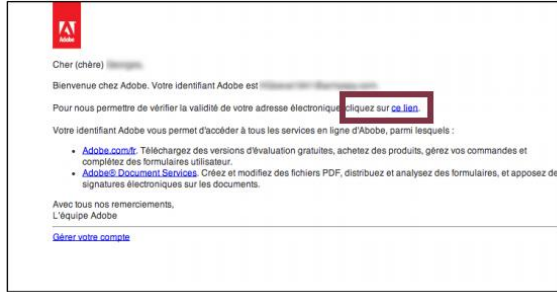 Adobe
Cher (chère)
Bienvenue chez Adobe. Votre identifiant Adobe est
Pour nous permettre de vérifier la validité de votre adresse électronique, cliquez sur ce lien.
Votre identifiant Adobe vous permet d'accéder à tous les services en ligne d'Abobe, parmi lesquels :
• Adobe.com/fr. Téléchargez des versions d'évaluation gratuites, achetez des produits, gérez vos commandes et
complétez des formulaires utilisateur.
• Adobe® Document Services. Créez et modifiez des fichiers PDF, distribuez et analysez des formulaires, et apposez de
signatures électroniques sur les documents.
Avec tous nos remerciements,
L'équipe Adobe
Gérer votre compte